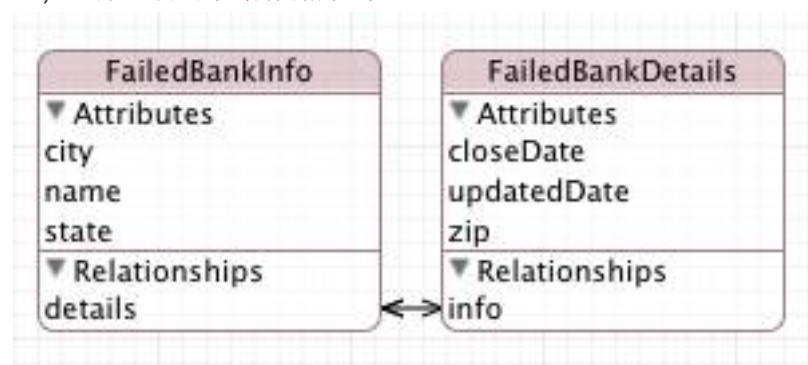 FailedBankInfo
Attributes
city
name
state
Relationships
details
FailedBankDetails
Attributes
closeDate
updatedDate
zip
Relationships
info